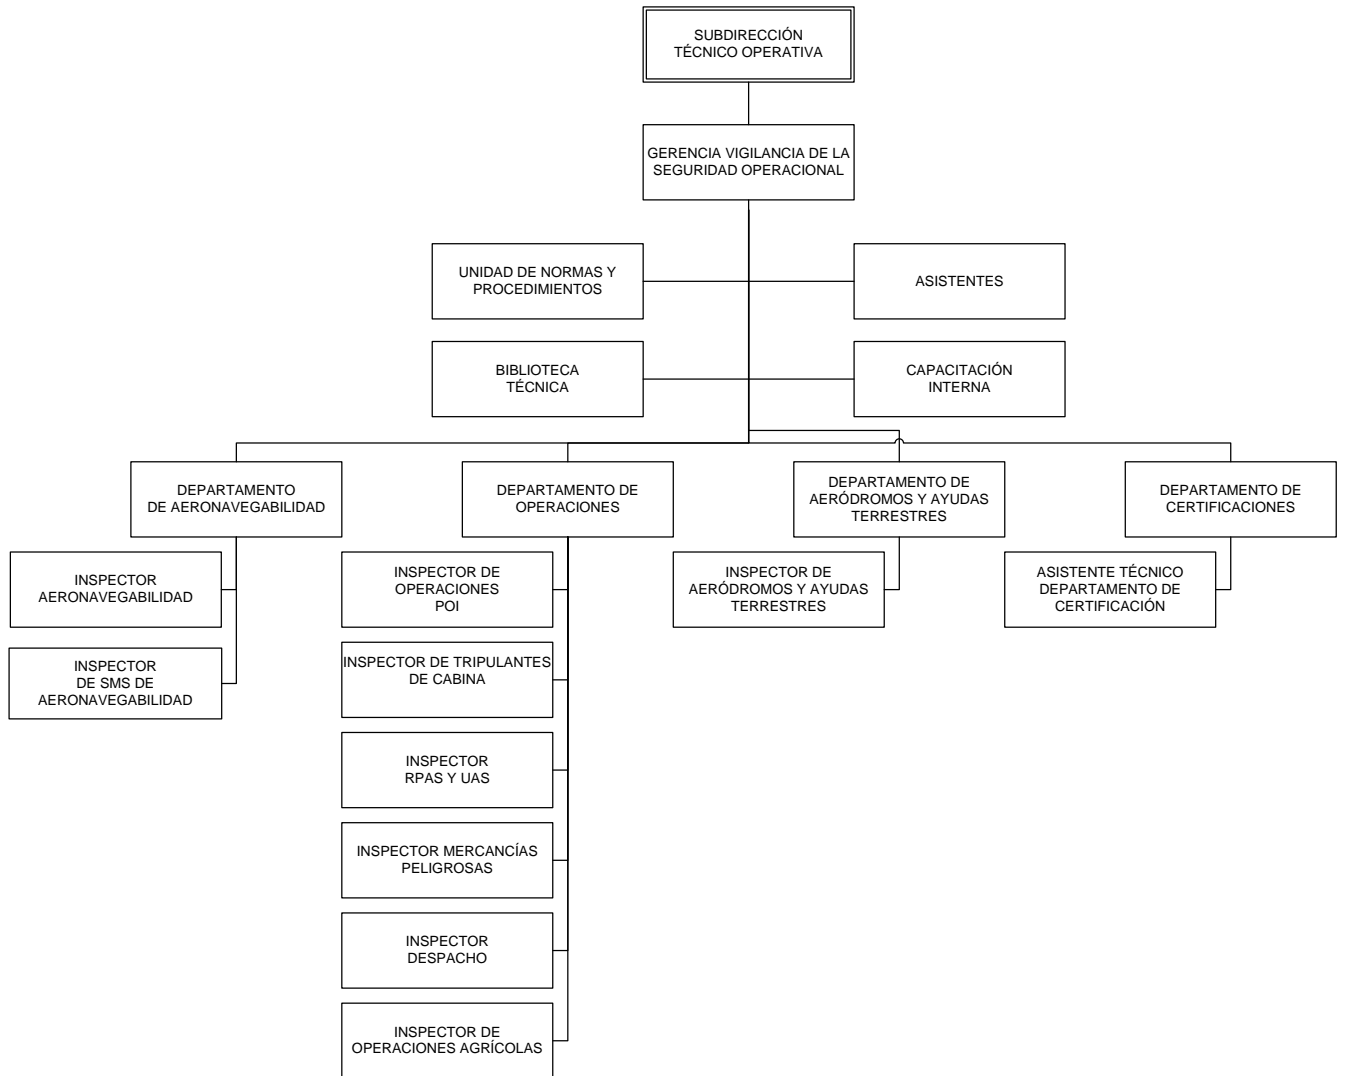 SUBDIRECCIÓN
TÉCNICO OPERATIVA
GERENCIA VIGILANCIA DE LA
SEGURIDAD OPERACIONAL
UNIDAD DE NORMAS Y
PROCEDIMIENTOS
ASISTENTES
BIBLIOTECA
TÉCNICA
CAPACITACIÓN
INTERNA
DEPARTAMENTO
DE AERONAVEGABILIDAD
DEPARTAMENTO DE
OPERACIONES
DEPARTAMENTO DE
AERÓDROMOS Y AYUDAS
TERRESTRES
DEPARTAMENTO DE
CERTIFICACIONES
INSPECTOR
AERONAVEGABILIDAD
INSPECTOR DE
OPERACIONES
POI
INSPECTOR DE
AERÓDROMOS Y AYUDAS
TERRESTRES
ASISTENTE TÉCNICO
DEPARTAMENTO DE
CERTIFICACIÓN
INSPECTOR
DE SMS DE
AERONAVEGABILIDAD
INSPECTOR DE TRIPULANTES
DE CABINA
INSPECTOR
RPAS Y UAS
INSPECTOR MERCANCÍAS
PELIGROSAS
INSPECTOR
DESPACHO
INSPECTOR DE
OPERACIONES AGRÍCOLAS